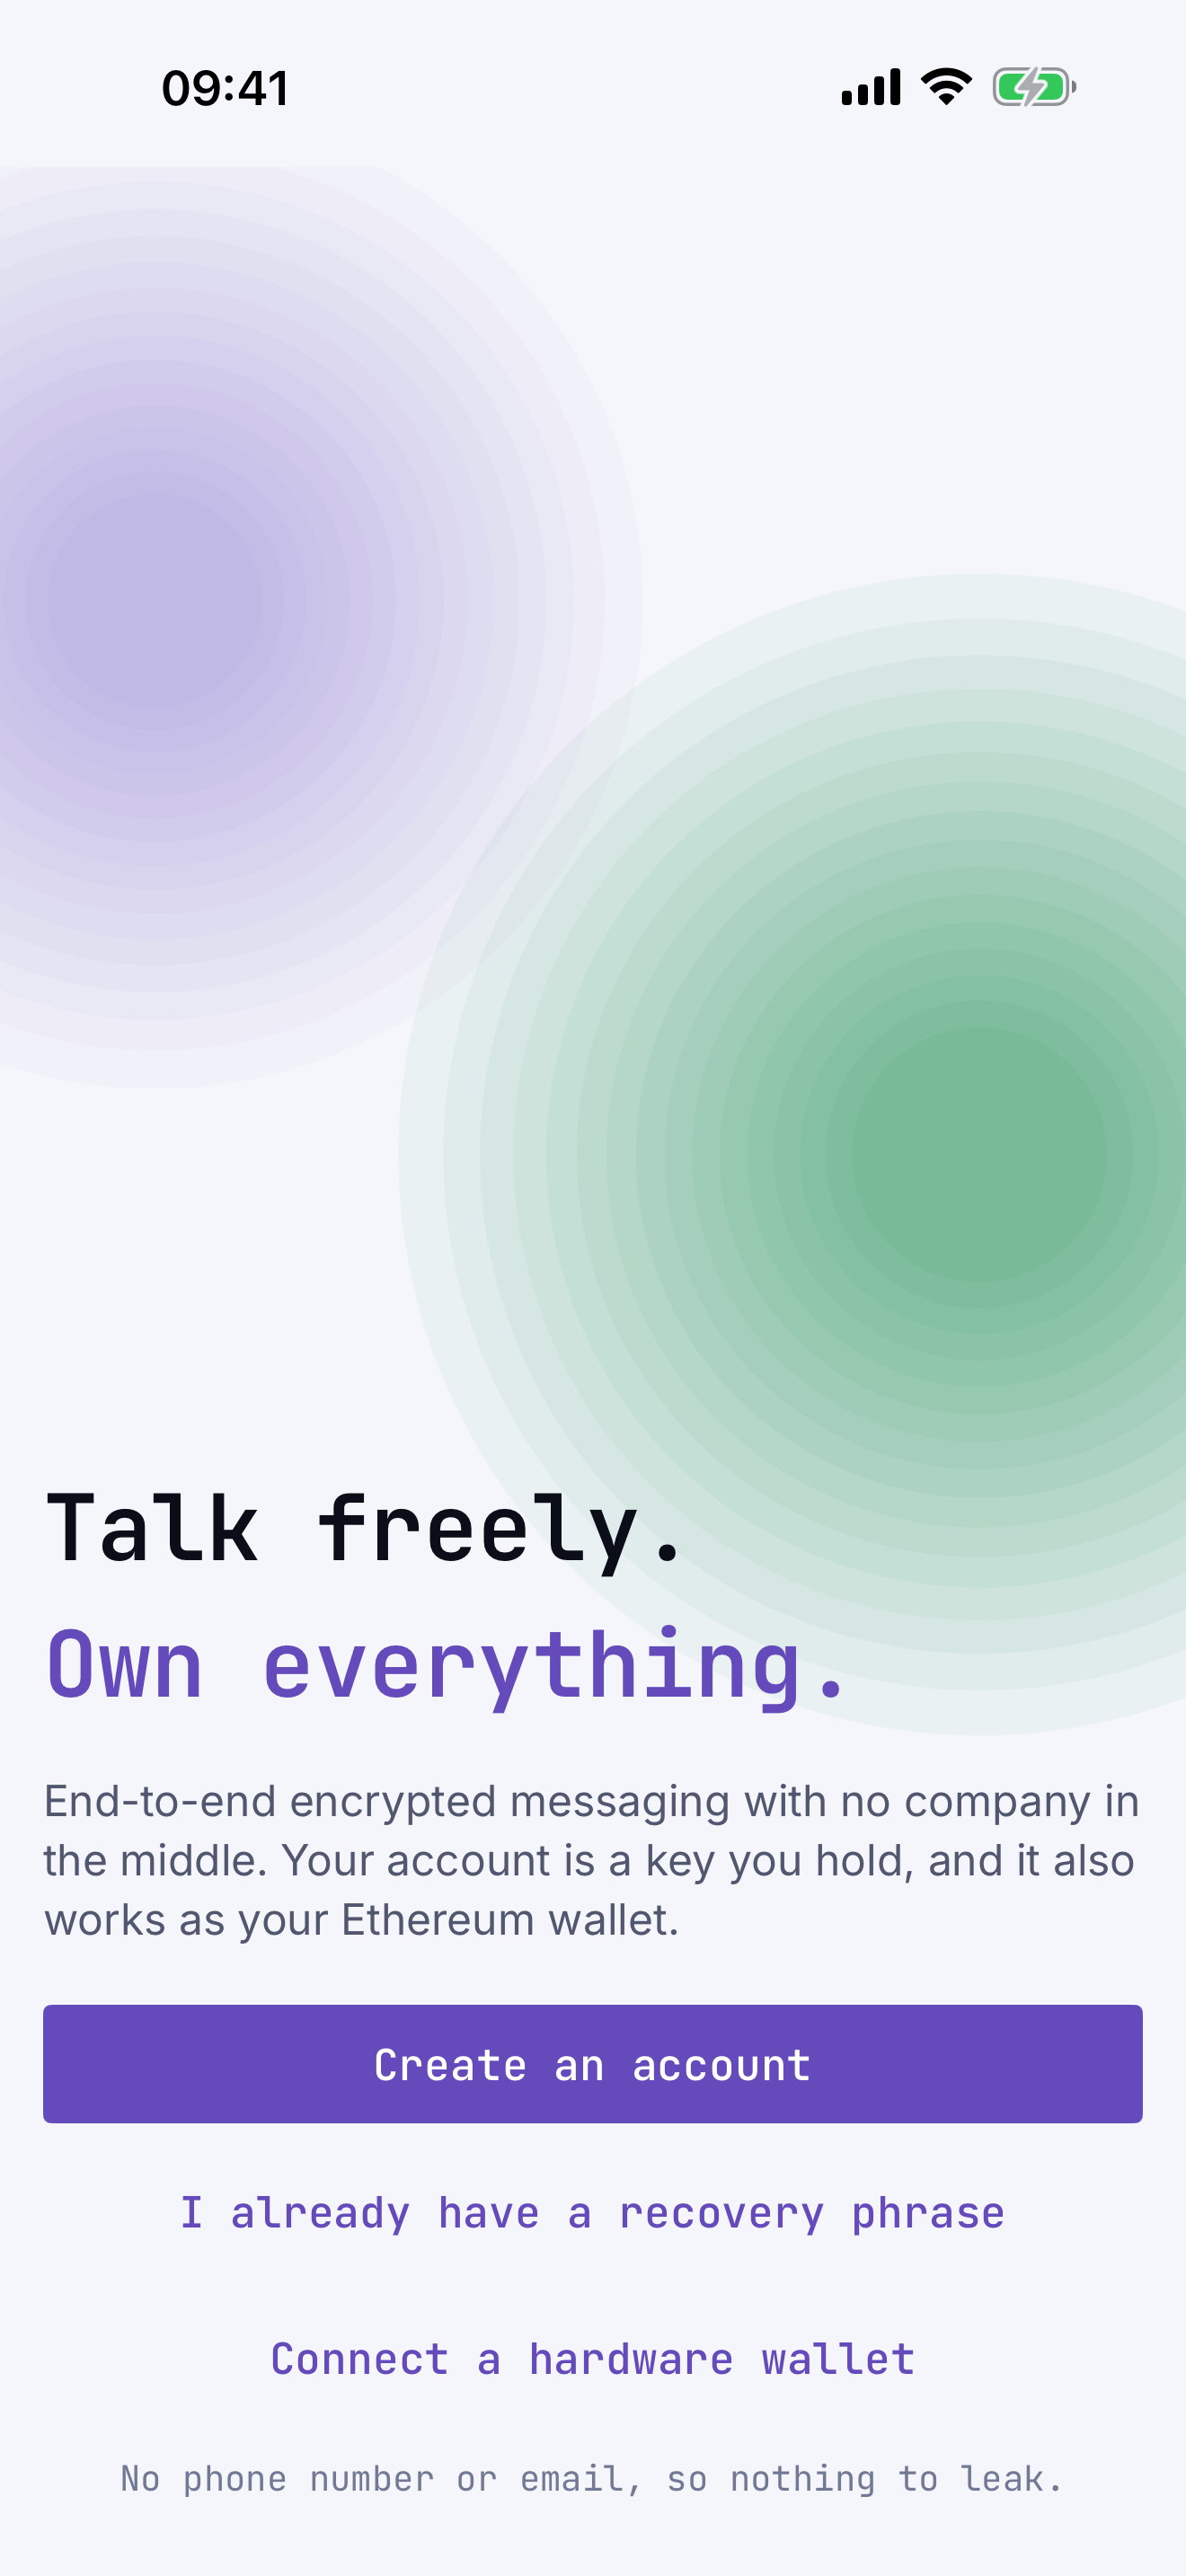 09:41
Talk freely.
Own everything.
End-to-end encrypted messaging with no company in
the middle. Your account is a key you hold, and it also
works as your Ethereum wallet.
Create an account
I already have a recovery phrase
Connect a hardware wallet
No phone number or email, so nothing to leak.